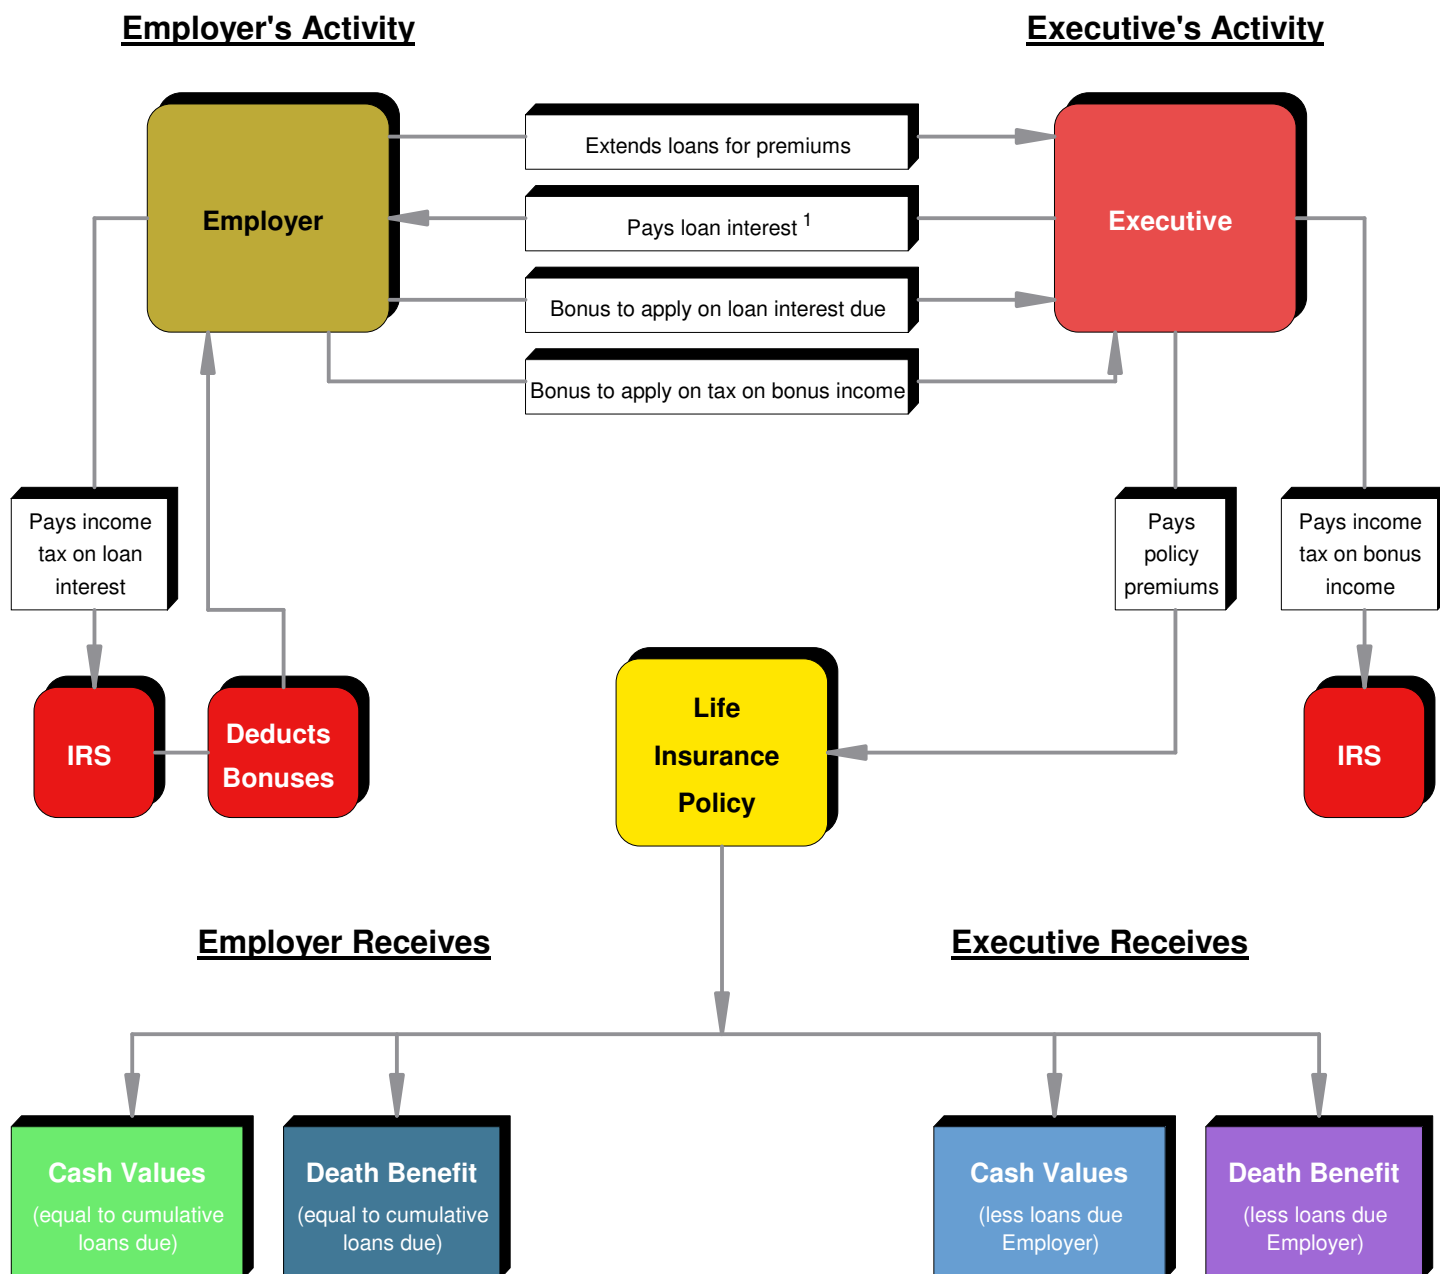 Employer's Activity
Executive's Activity
Employer
Extends loans for premiums
Pays loan interest 1
Bonus to apply on loan interest due
Bonus to apply on tax on bonus income
Executive
Pays income
tax on loan
interest
Pays
policy
premiums
Pays income
tax on bonus
income
IRS
Deducts
Bonuses
Life
Insurance
Policy
IRS
Employer Receives
Executive Receives
Cash Values
(equal to cumulative
loans due)
Death Benefit
(equal to cumulative
loans due)
Cash Values
(less loans due
Employer)
Death Benefit
(less loans due
Employer)